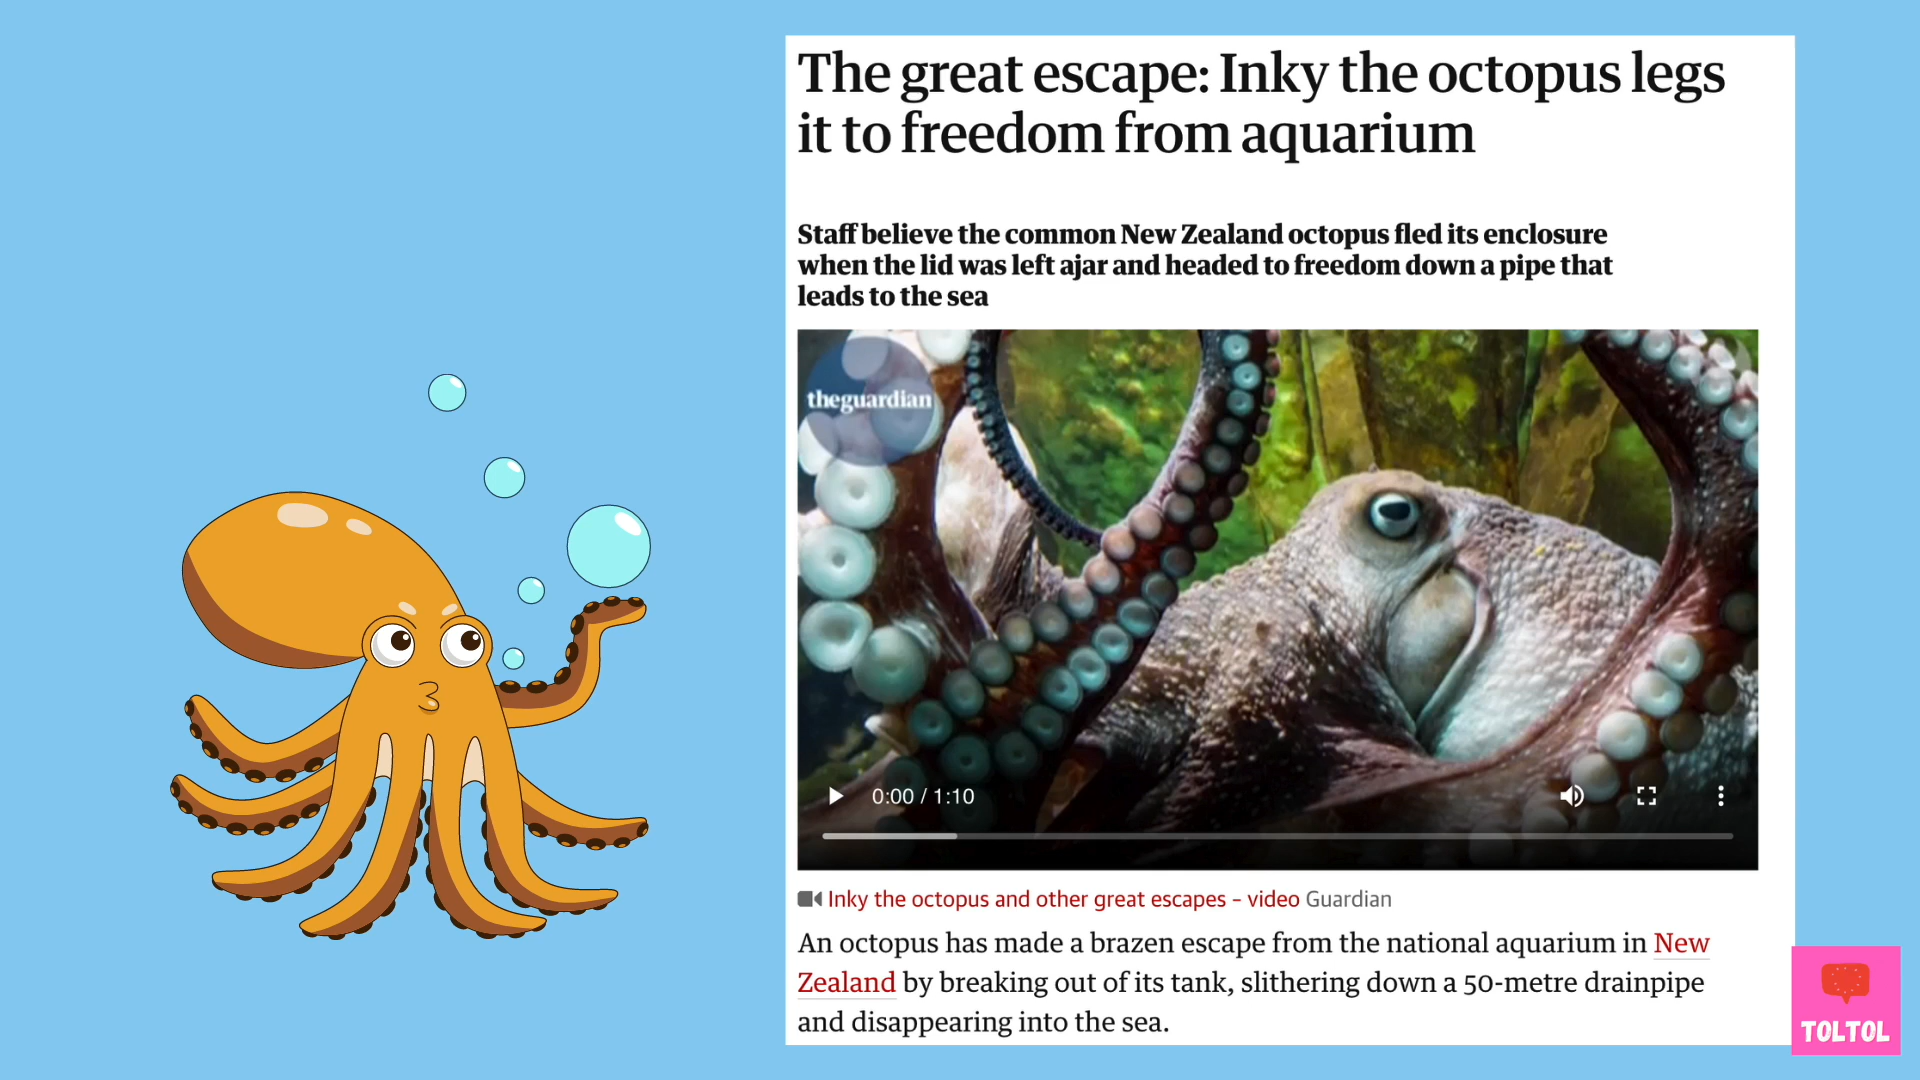 The great escape: Inky the octopus legs
it to freedom from aquarium
Staff believe the common New Zealand octopus fled its enclosure
when the lid was left ajar and headed to freedom down a pipe that
leads to the sea
theguardian
0:00 / 1:10
Inky the octopus and other great escapes – video Guardian
An octopus has made a brazen escape from the national aquarium in New
Zealand by breaking out of its tank, slithering down a 50-metre drainpipe
and disappearing into the sea.
TOLTOL